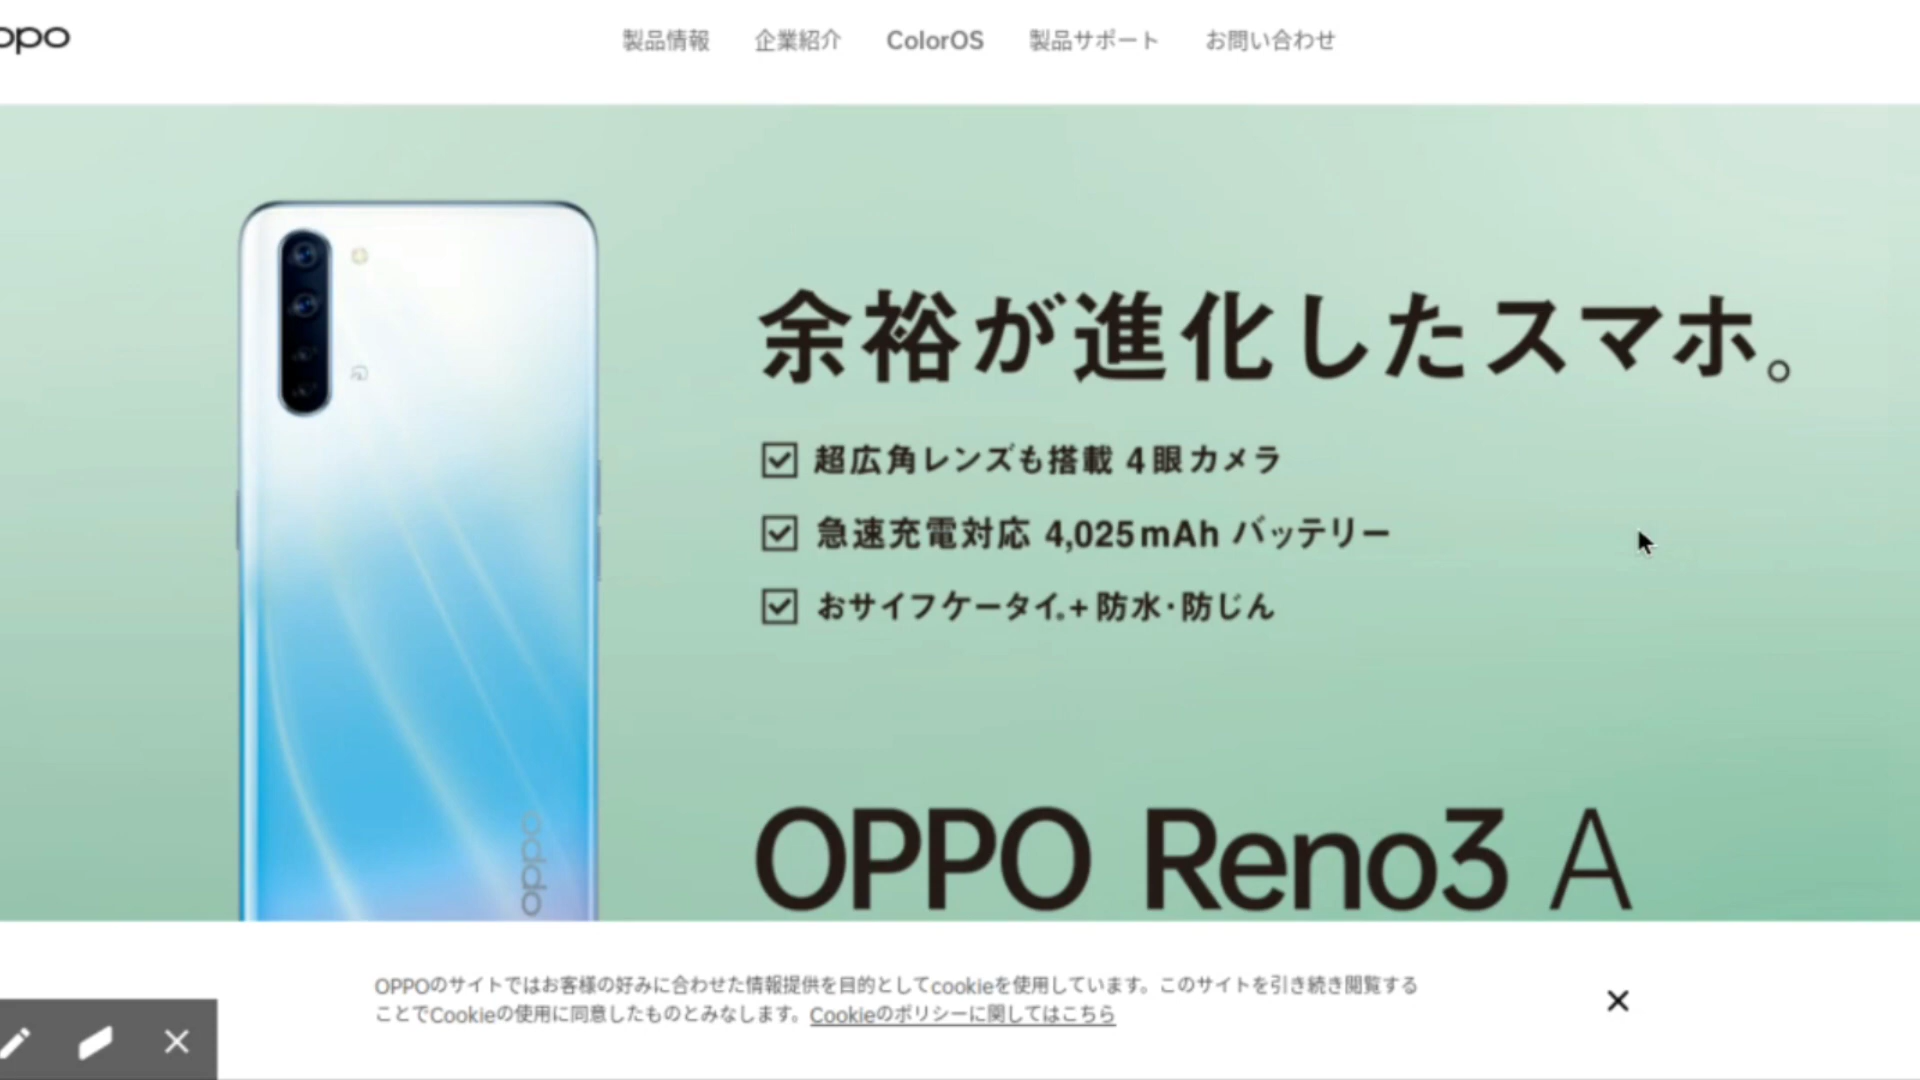 oppo
製品情報 企業紹介 ColorOS 製品サポート お問い合わせ
余裕が進化したスマホ。
超広角レンズも搭載 4眼カメラ
急速充電対応 4,025mAh バッテリー
おサイフケータイ。+防水・防じん
oppo
OPPO Reno3 A
OPPOのサイトではお客様の好みに合わせた情報提供を目的としてcookieを使用しています。このサイトを引き続き閲覧する
ことでCookieの使用に同意したものとみなします。Cookieのポリシーに関してはこちら